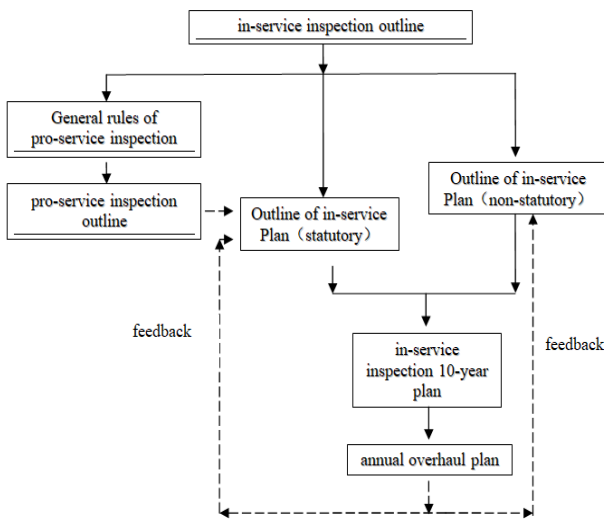 in-service inspection outline
General rules of
pro-service inspection
pro-service inspection
outline
Outline of in-service
Plan（statutory）
Outline of in-service
Plan（non-statutory）
feedback
feedback
in-service
inspection 10-year
plan
annual overhaul plan